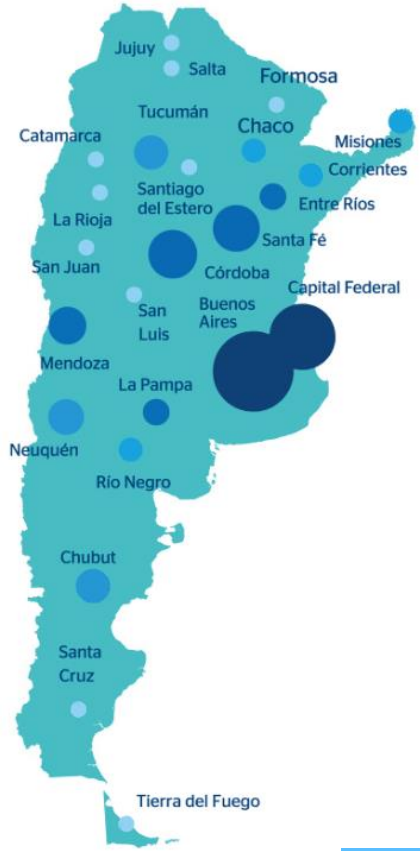 Jujuy
Salta
Formosa
Tucumán
Chaco
Catamarca
Misiones
Corrientes
Santiago
del Estero
Entre Ríos
La Rioja
Santa Fé
San Juan
Córdoba
Capital Federal
San
Luis
Buenos
Aires
Mendoza
La Pampa
Neuquén
Río Negro
Chubut
Santa
Cruz
Tierra del Fuego